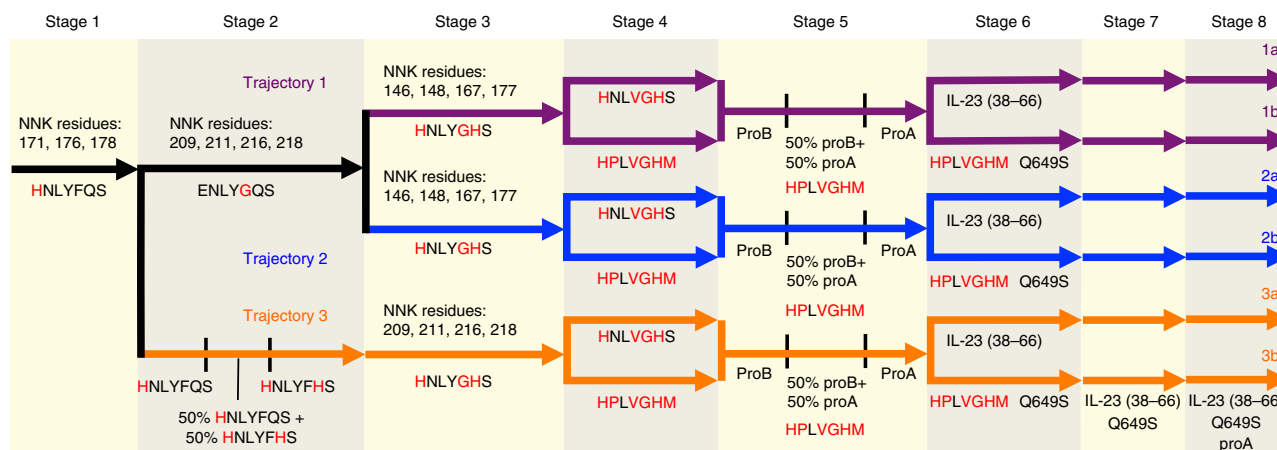 Stage 1 Stage 2 Stage 3 Stage 4 Stage 5 Stage 6 Stage 7 Stage 8
NNK residues:
171, 176, 178
HNLYFQS
Trajectory 1
NNK residues:
209, 211, 216, 218
ENLYGQS
Trajectory 2
Trajectory 3
HNLYFQS
HNLYFHS
50% HNLYFQS +
50% HNLYFHS
NNK residues:
146, 148, 167, 177
HNLYGHS
NNK residues:
146, 148, 167, 177
HNLYGHS
NNK residues:
209, 211, 216, 218
HNLYGHS
HNLVGHS
HPLVGHM
HNLVGHS
HPLVGHM
HNLVGHS
HPLVGHM
ProB
50% proB+
50% proA
ProA
HPLVGHM
ProB
50% proB+
50% proA
ProA
HPLVGHM
ProB
50% proB+
50% proA
ProA
HPLVGHM
IL-23 (38–66)
HPLVGHM Q649S
IL-23 (38–66)
HPLVGHM Q649S
IL-23 (38–66)
HPLVGHM Q649S
IL-23 (38–66)
Q649S
1a
1b
2a
2b
3a
3b
IL-23 (38–66
Q649S
proA